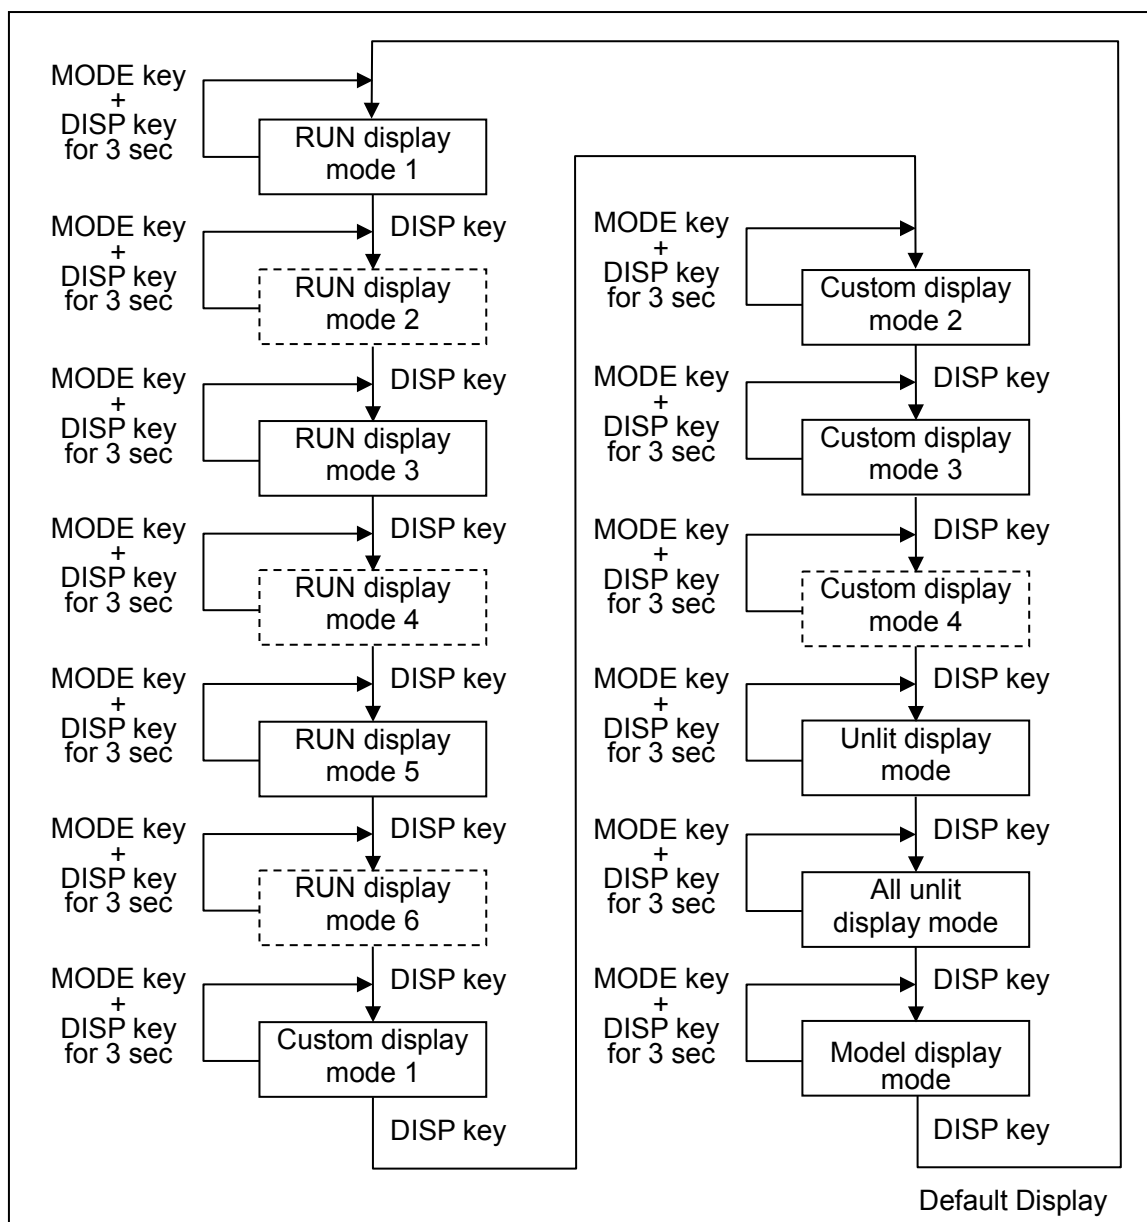 MODE key
+
DISP key
for 3 sec
RUN display
mode 1
DISP key
MODE key
+
DISP key
for 3 sec
RUN display
mode 2
DISP key
MODE key
+
DISP key
for 3 sec
RUN display
mode 3
DISP key
MODE key
+
DISP key
for 3 sec
RUN display
mode 4
DISP key
MODE key
+
DISP key
for 3 sec
RUN display
mode 5
DISP key
MODE key
+
DISP key
for 3 sec
RUN display
mode 6
DISP key
MODE key
+
DISP key
for 3 sec
Custom display
mode 1
DISP key
MODE key
+
DISP key
for 3 sec
Custom display
mode 2
DISP key
MODE key
+
DISP key
for 3 sec
Custom display
mode 3
DISP key
MODE key
+
DISP key
for 3 sec
Custom display
mode 4
DISP key
MODE key
+
DISP key
for 3 sec
Unlit display
mode
DISP key
MODE key
+
DISP key
for 3 sec
All unlit
display mode
DISP key
MODE key
+
DISP key
for 3 sec
Model display
mode
DISP key
Default Display